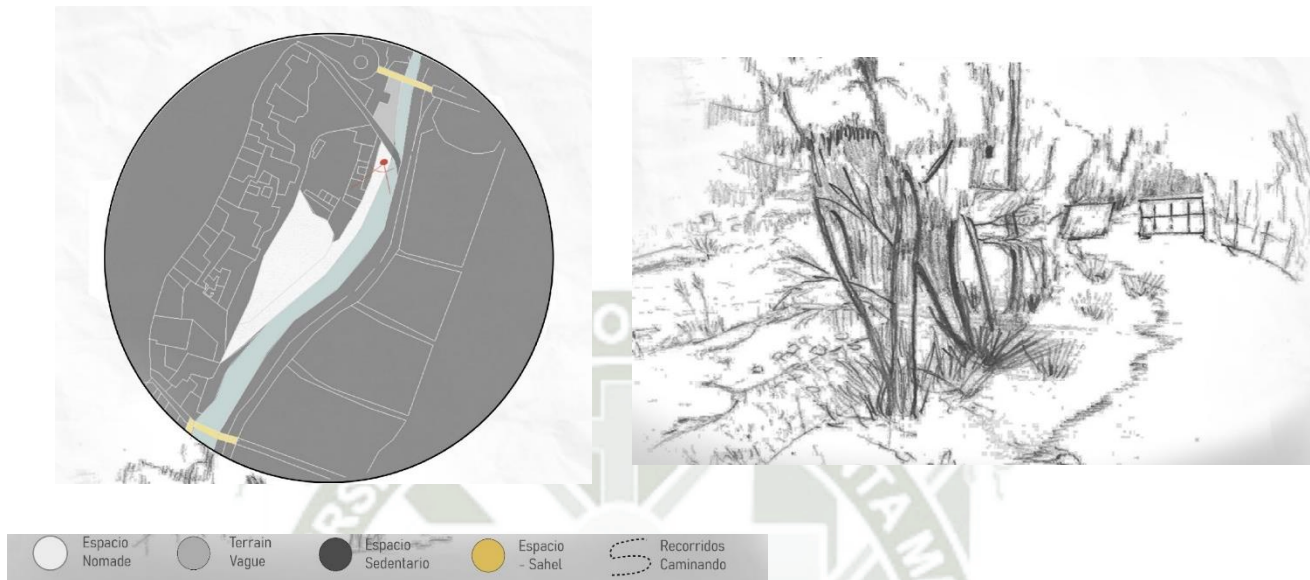 Espacio
Nomade
Terrain
Vague
Espacio
Sedentario
Espacio
- Sahel
Recorridos
Caminando